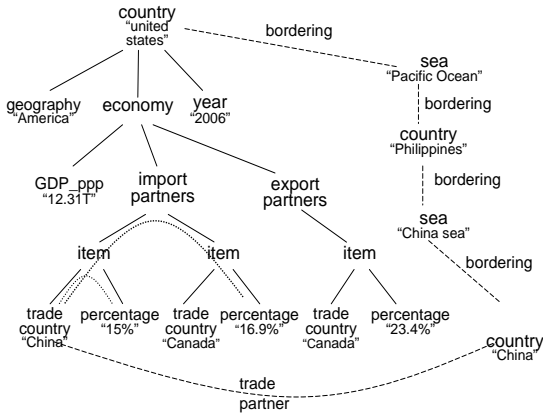 country
"united
states"
bordering
sea
"Pacific Ocean"
geography
"America"
economy
year
"2006"
bordering
country
"Philippines"
GDP_ppp
"12.31T"
import
partners
export
partners
bordering
sea
"China sea"
item
item
item
bordering
trade
country
"China"
percentage
"15%"
trade
country
"Canada"
percentage
"16.9%"
trade
country
"Canada"
percentage
"23.4%"
country
"China"
trade
partner